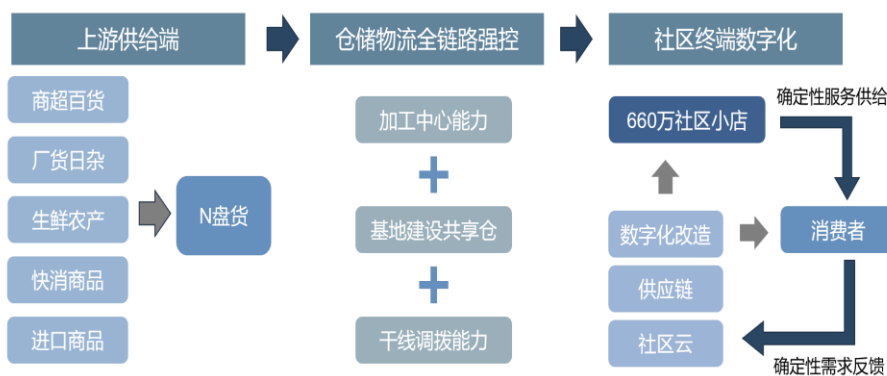 上游供给端
仓储物流全链路强控
社区终端数字化
商超百货
厂货日杂
生鲜农产
快消商品
进口商品
N盘货
加工中心能力
+
基地建设共享仓
+
干线调拨能力
660万社区小店
确定性服务供给
数字化改造
供应链
社区云
消费者
确定性需求反馈